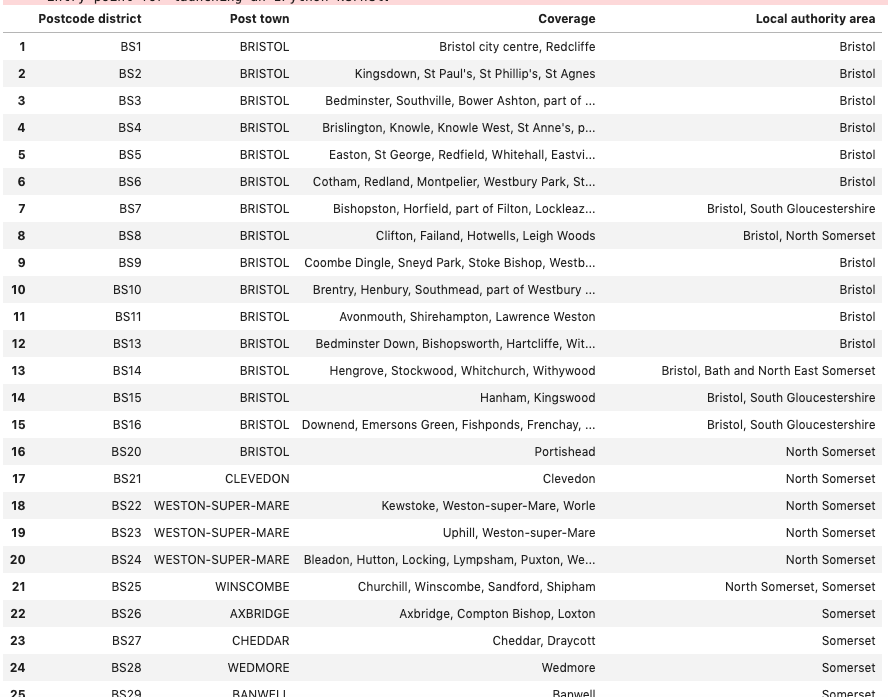 Entry point for launching an IPython kernel.
Postcode district Post town Coverage Local authority area
1 BS1 BRISTOL Bristol city centre, Redcliffe Bristol
2 BS2 BRISTOL Kingsdown, St Paul's, St Phillip's, St Agnes Bristol
3 BS3 BRISTOL Bedminster, Southville, Bower Ashton, part of ... Bristol
4 BS4 BRISTOL Brislington, Knowle, Knowle West, St Anne's, p... Bristol
5 BS5 BRISTOL Easton, St George, Redfield, Whitehall, Eastvi... Bristol
6 BS6 BRISTOL Cotham, Redland, Montpelier, Westbury Park, St... Bristol
7 BS7 BRISTOL Bishopston, Horfield, part of Filton, Lockleaz... Bristol, South Gloucestershire
8 BS8 BRISTOL Clifton, Failand, Hotwells, Leigh Woods Bristol, North Somerset
9 BS9 BRISTOL Coombe Dingle, Sneyd Park, Stoke Bishop, Westb... Bristol
10 BS10 BRISTOL Brentry, Henbury, Southmead, part of Westbury ... Bristol
11 BS11 BRISTOL Avonmouth, Shirehampton, Lawrence Weston Bristol
12 BS13 BRISTOL Bedminster Down, Bishopsworth, Hartcliffe, Wit... Bristol
13 BS14 BRISTOL Hengrove, Stockwood, Whitchurch, Withywood Bristol, Bath and North East Somerset
14 BS15 BRISTOL Hanham, Kingswood Bristol, South Gloucestershire
15 BS16 BRISTOL Downend, Emersons Green, Fishponds, Frenchay, ... Bristol, South Gloucestershire
16 BS20 BRISTOL Portishead North Somerset
17 BS21 CLEVEDON Clevedon North Somerset
18 BS22 WESTON-SUPER-MARE Kewstoke, Weston-super-Mare, Worle North Somerset
19 BS23 WESTON-SUPER-MARE Uphill, Weston-super-Mare North Somerset
20 BS24 WESTON-SUPER-MARE Bleadon, Hutton, Locking, Lympsham, Puxton, We... North Somerset
21 BS25 WINSCOMBE Churchill, Winscombe, Sandford, Shipham North Somerset, Somerset
22 BS26 AXBRIDGE Axbridge, Compton Bishop, Loxton Somerset
23 BS27 CHEDDAR Cheddar, Draycott Somerset
24 BS28 WEDMORE Wedmore Somerset
25 BS29 BANWELL Banwell Somerset